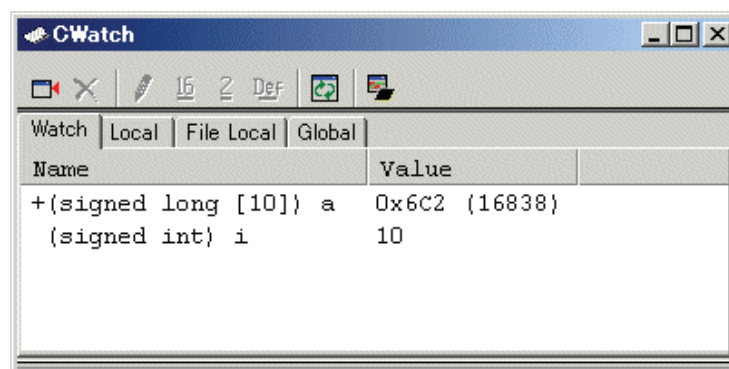 CWatch
16 2 Def
Watch Local File Local Global
Name Value
+(signed long [10]) a 0x6C2 (16838)
(signed int) i 10